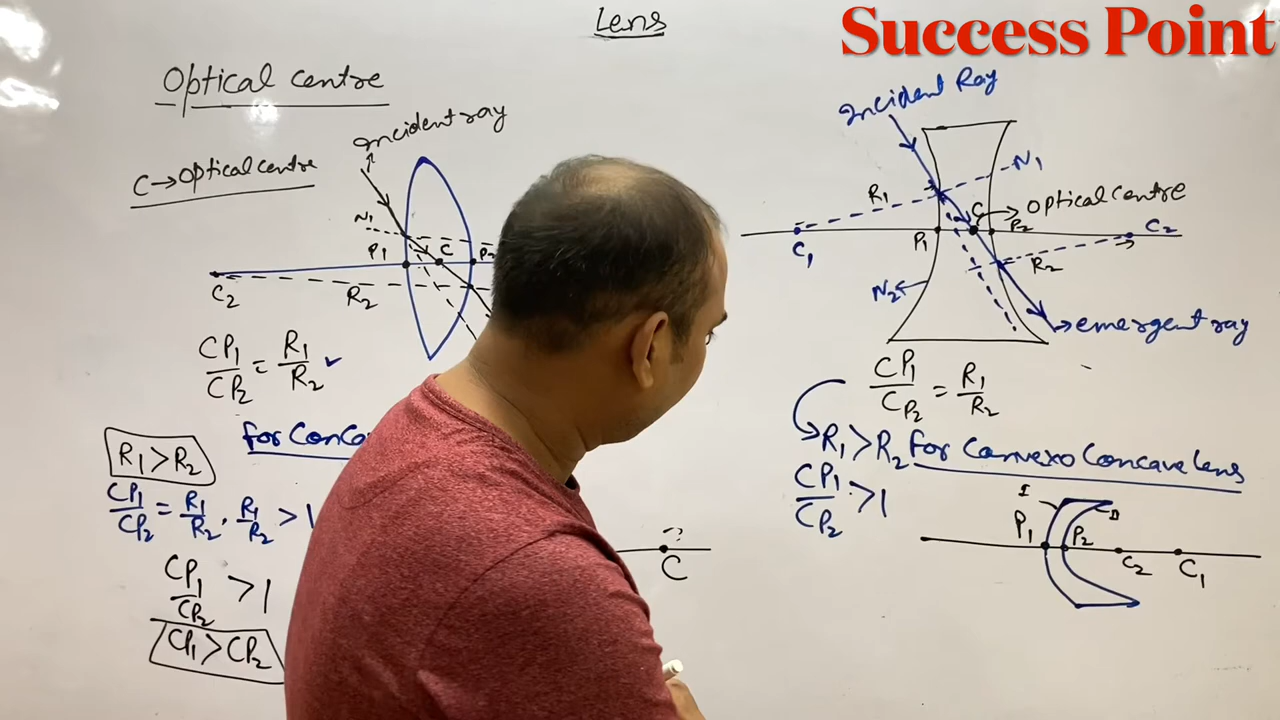 Lens
Success Point
Optical centre
C→Optical centre
Incident ray
N₁
P₁
C
P₂
C₂
R₂
CP₁/CP₂ = R₁/R₂ ✓
For Conca
R₁>R₂
CP₁/CP₂ = R₁/R₂, R₁/R₂ >1
CP₁/CP₂ >1
CP₁>CP₂
C
Incident Ray
N₁
R₁
C→Optical centre
C₁
P₁
P₂
C₂
R₂
N₂
→emergent ray
CP₁/CP₂ = R₁/R₂
R₁>R₂ For Convexo Concave lens
CP₁/CP₂ >1
I
P₁
P₂
C₂
C₁